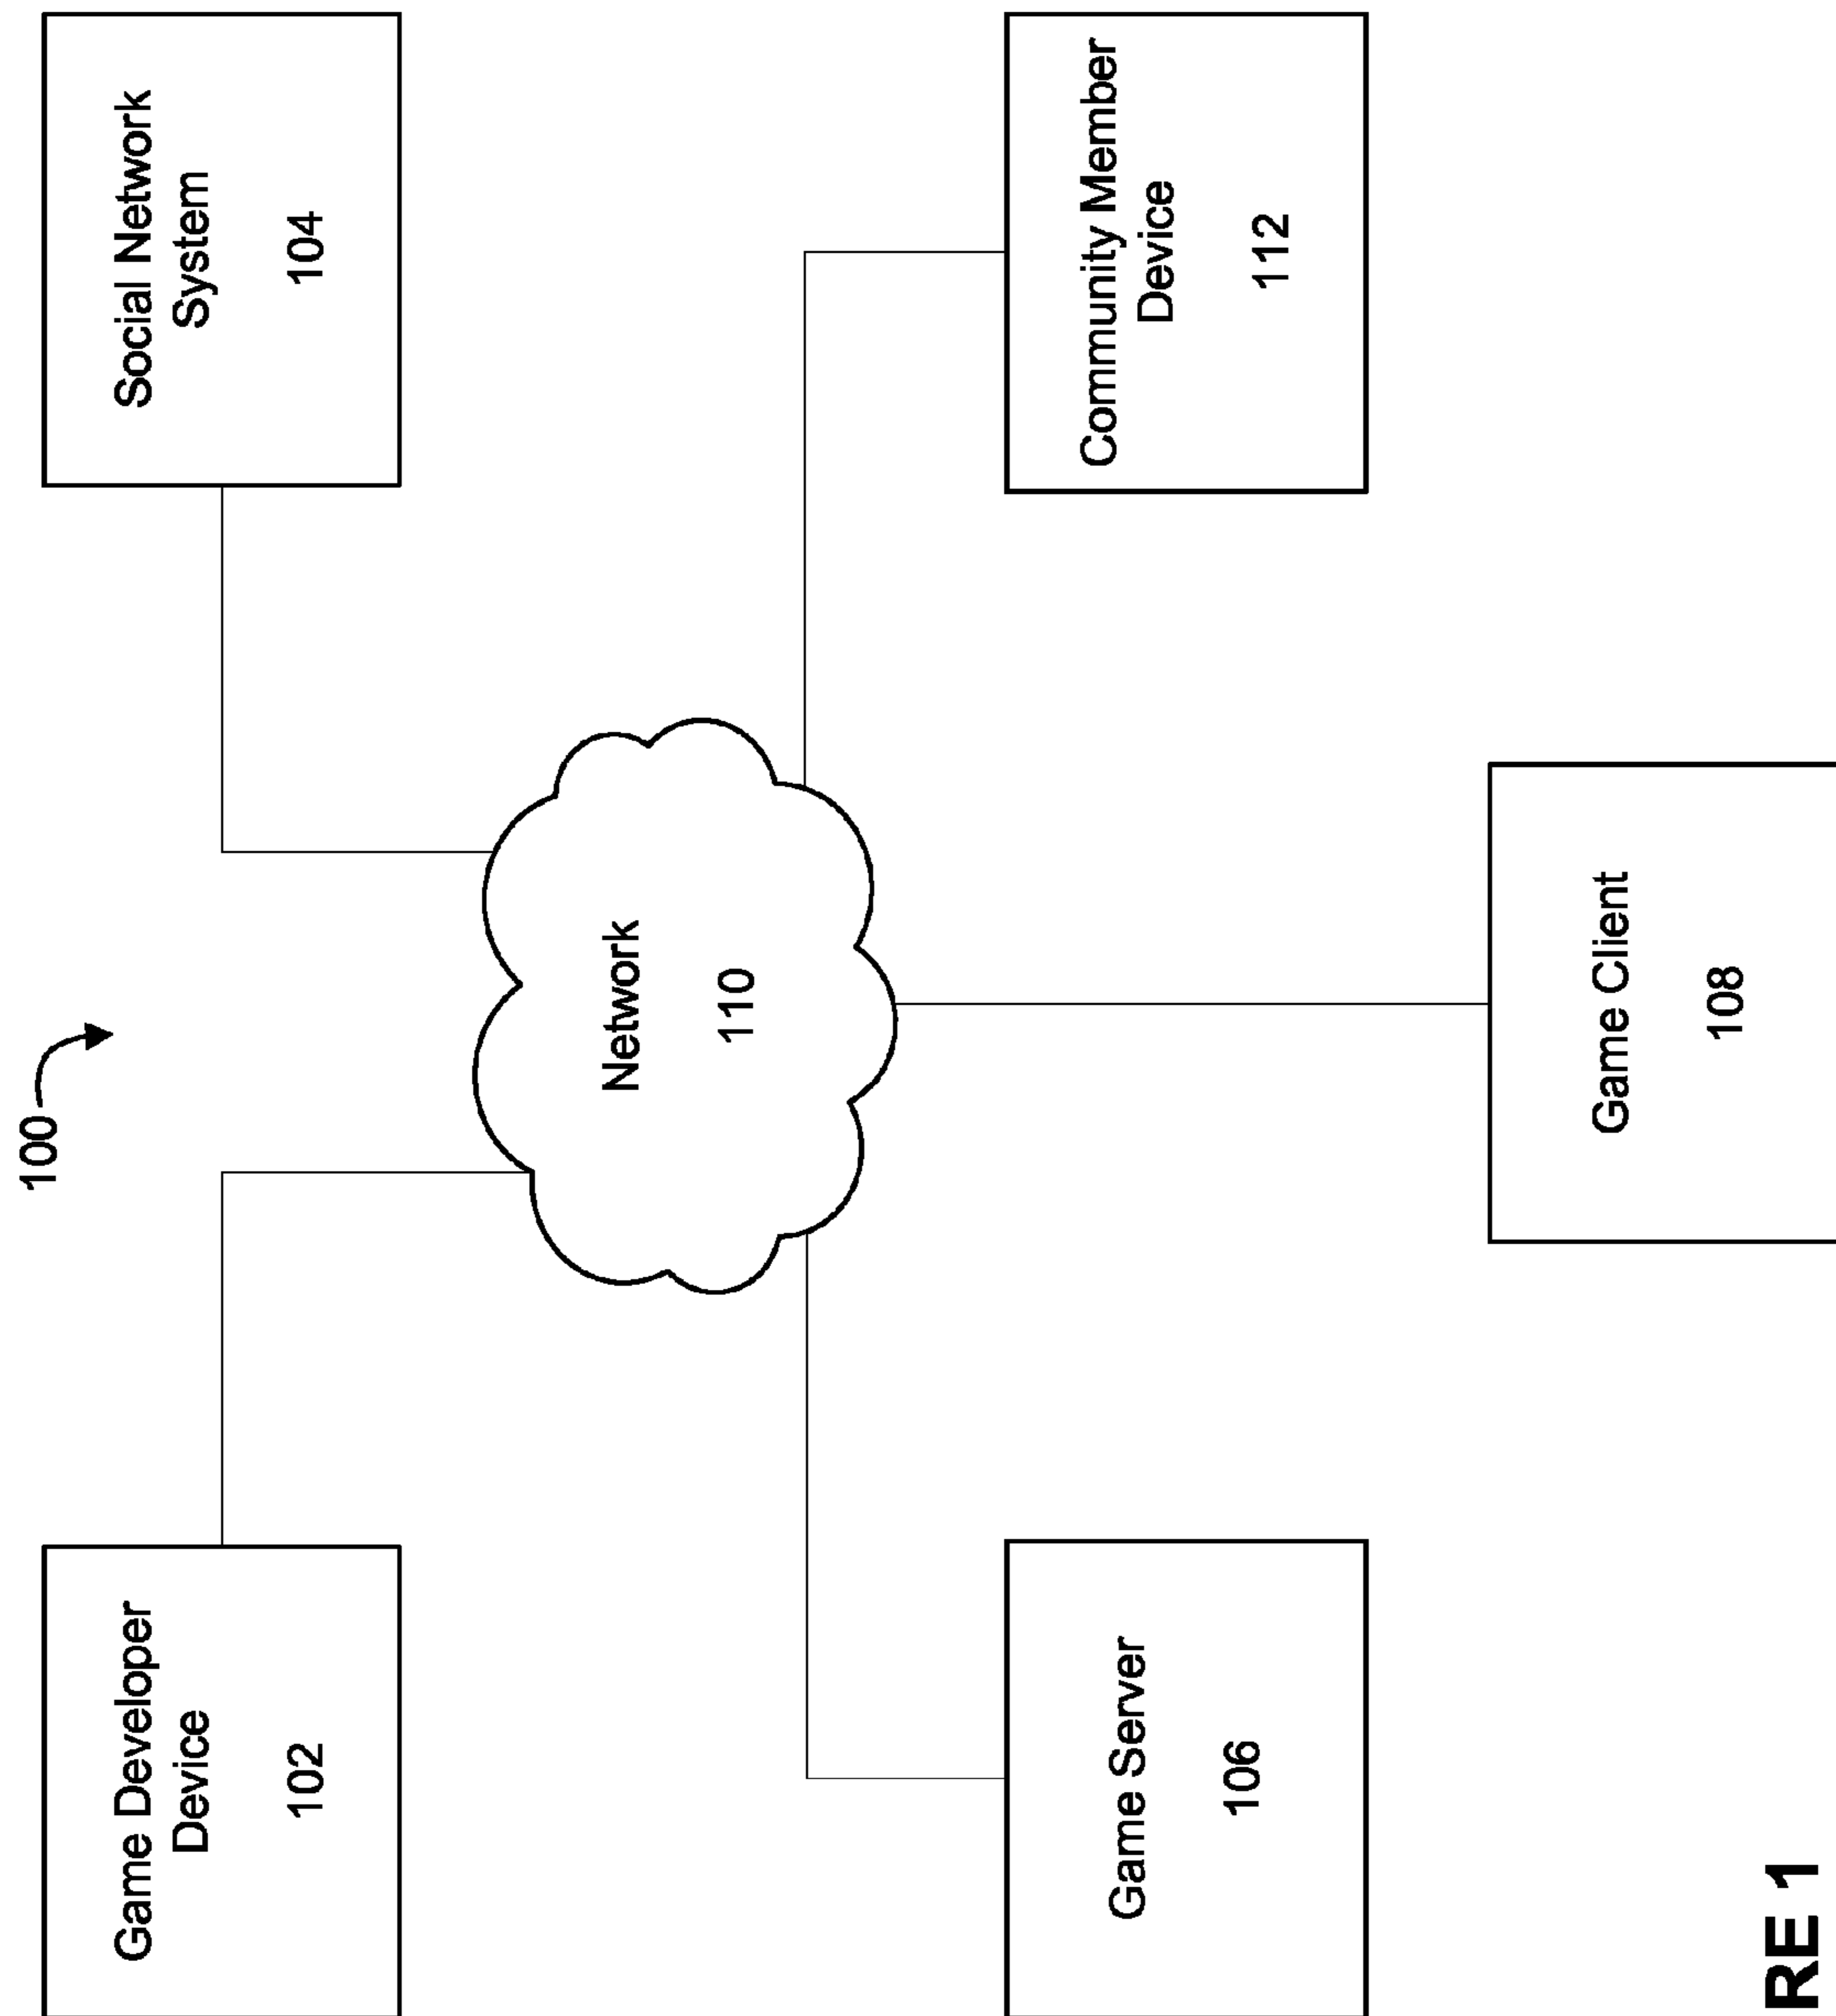 100
Game Developer
Device
102
Social Network
System
104
Network
110
Game Server
106
Community Member
Device
112
Game Client
108
RE 1